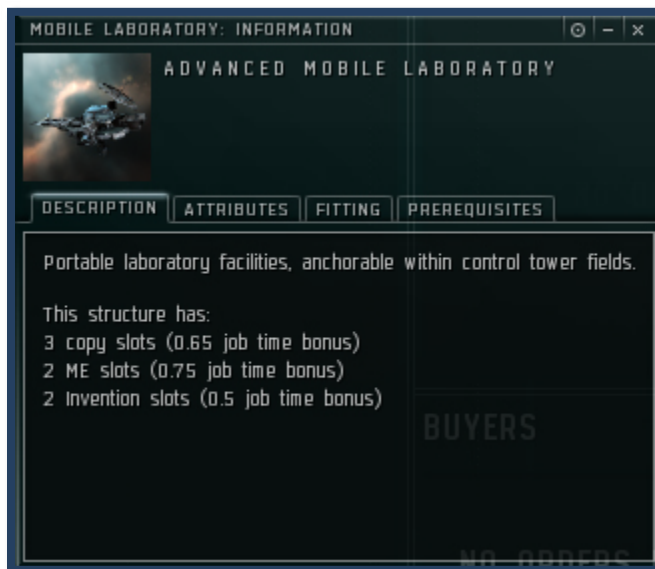 MOBILE LABORATORY: INFORMATION
ADVANCED MOBILE LABORATORY
DESCRIPTION ATTRIBUTES FITTING PREREQUISITES
Portable laboratory facilities, anchorable within control tower fields.
This structure has:
3 copy slots (0.65 job time bonus)
2 ME slots (0.75 job time bonus)
2 Invention slots (0.5 job time bonus)
BUYERS
NO ORDERS